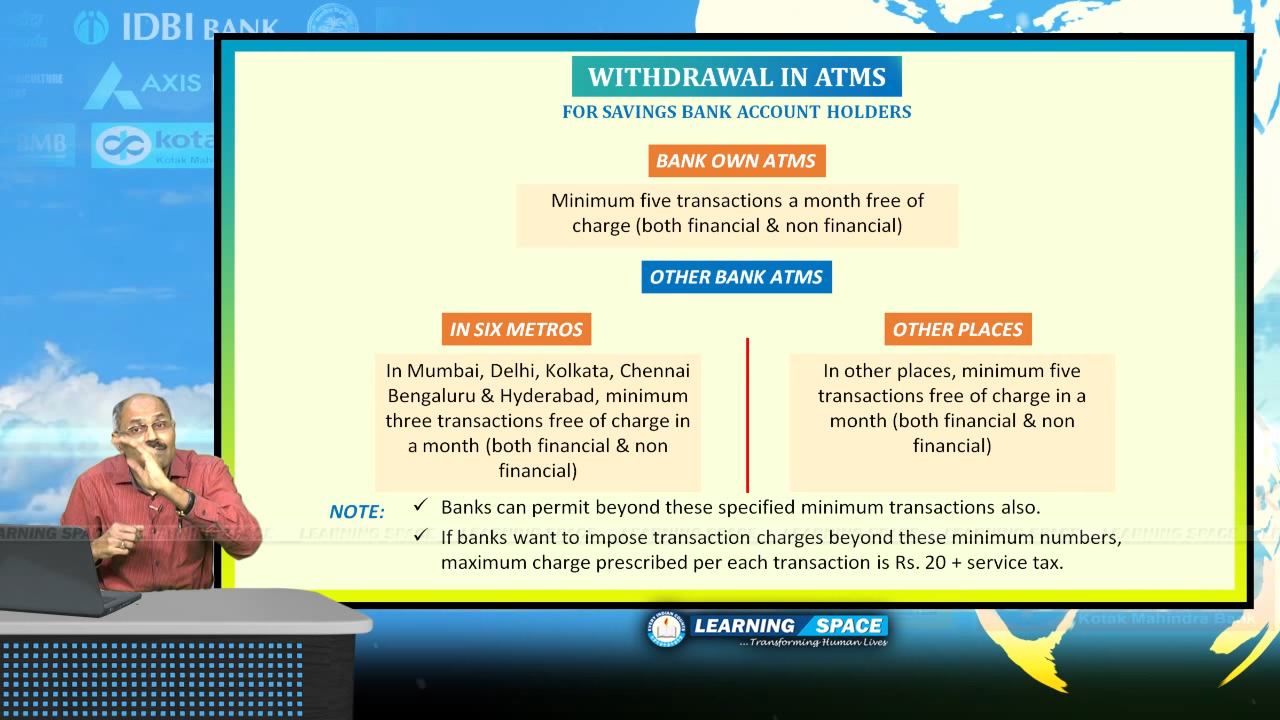 IDBI BANK
AXIS
BMB
kota
Kotak Mah
WITHDRAWAL IN ATMS
FOR SAVINGS BANK ACCOUNT HOLDERS
BANK OWN ATMS
Minimum five transactions a month free of
charge (both financial & non financial)
OTHER BANK ATMS
IN SIX METROS
In Mumbai, Delhi, Kolkata, Chennai
Bengaluru & Hyderabad, minimum
three transactions free of charge in
a month (both financial & non
financial)
OTHER PLACES
In other places, minimum five
transactions free of charge in a
month (both financial & non
financial)
NOTE:
✓ Banks can permit beyond these specified minimum transactions also.
✓ If banks want to impose transaction charges beyond these minimum numbers,
maximum charge prescribed per each transaction is Rs. 20 + service tax.
LEARNING SPACE
...Transforming Human Lives
Kotak Mahindra Bank